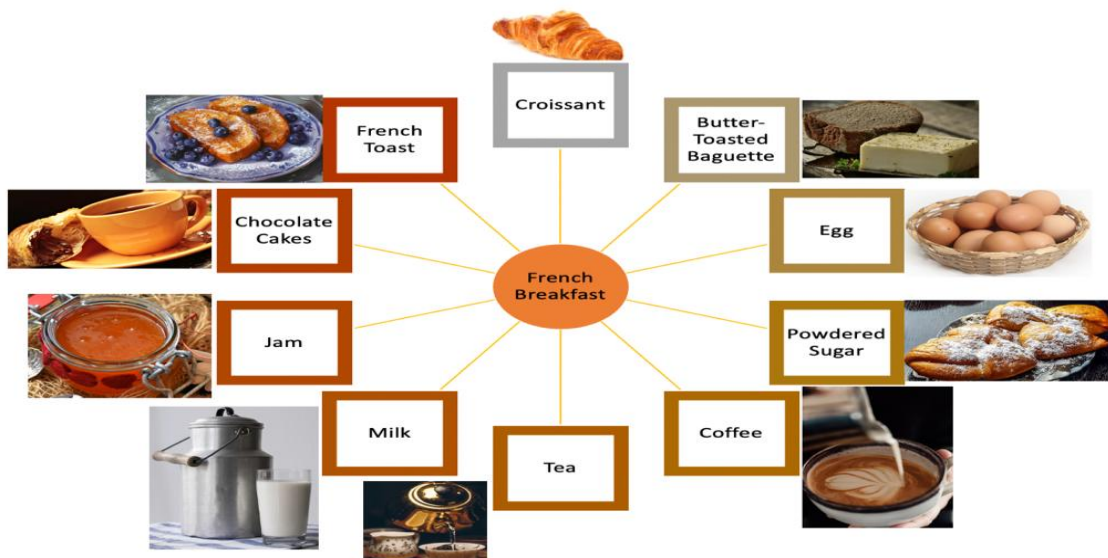 Croissant
French
Toast
Butter-
Toasted
Baguette
Chocolate
Cakes
Egg
French
Breakfast
Jam
Powdered
Sugar
Milk
Coffee
Tea